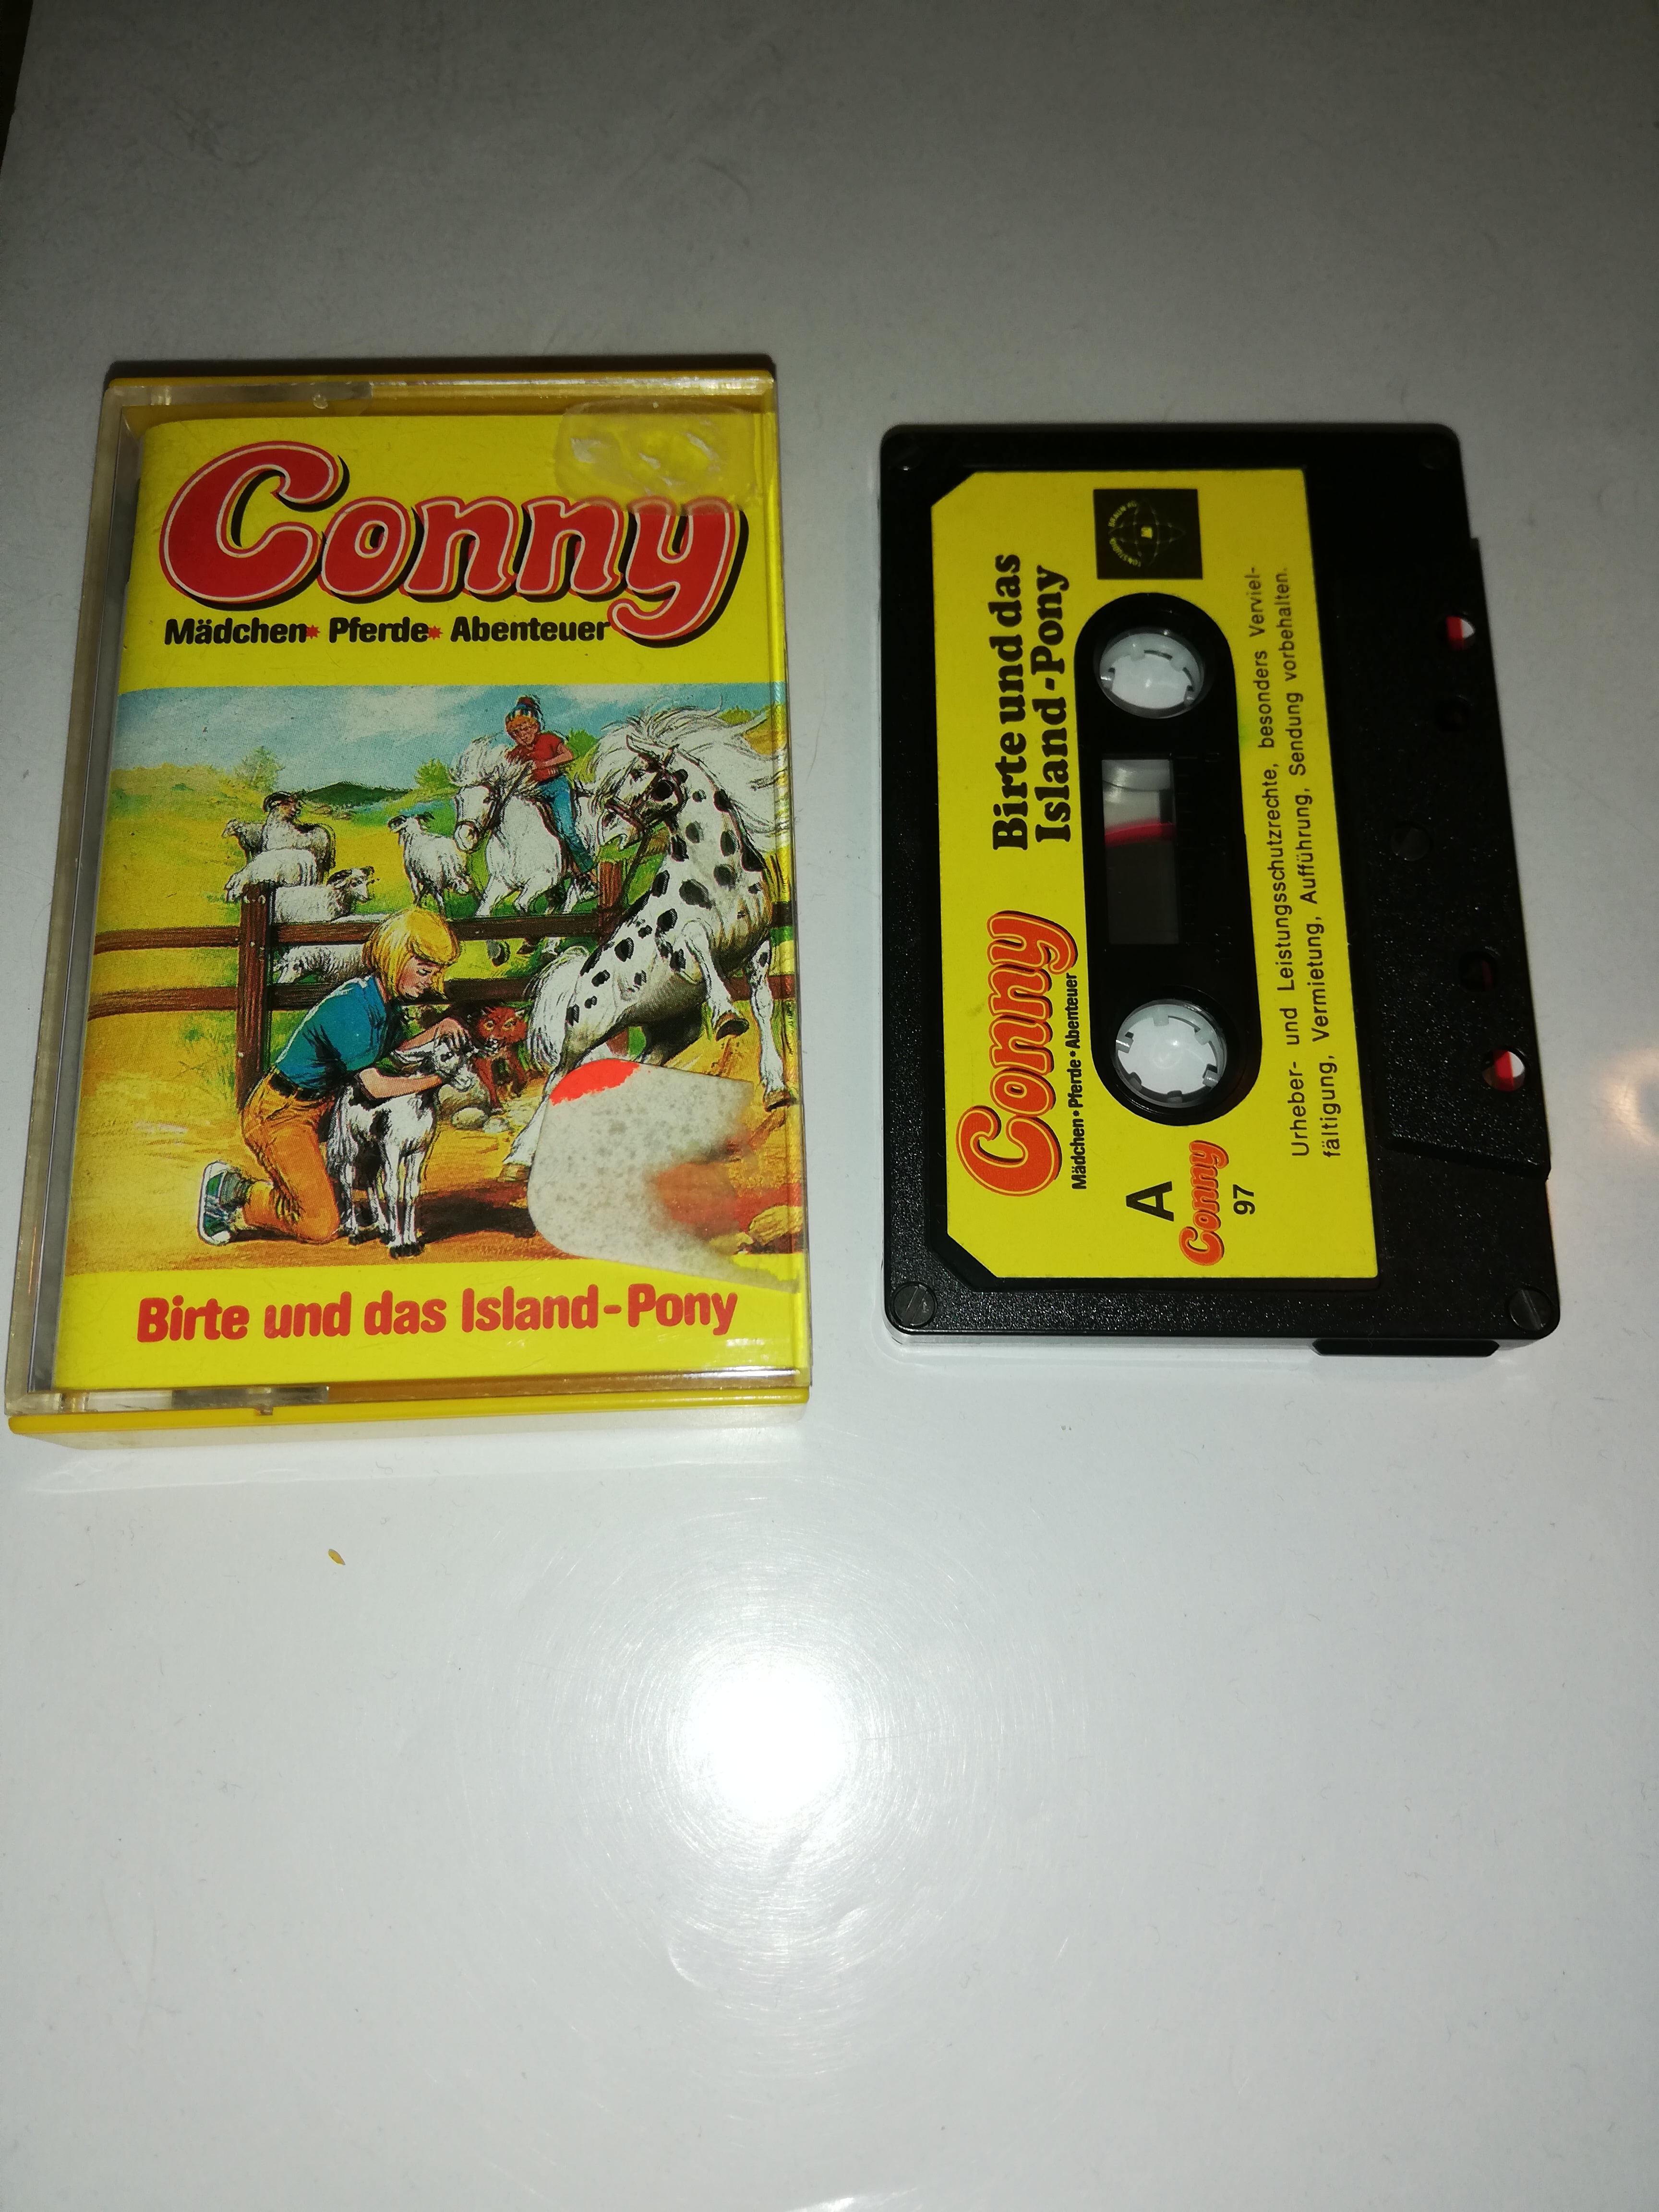 Conny
Mädchen * Pferde * Abenteuer
Birte und das Island-Pony
Conny
Mädchen • Pferde • Abenteuer
Birte und das
Island-Pony
A
Conny
97
Urheber- und Leistungsschutzrechte, besonders Verviel-
fältigung, Vermietung, Aufführung, Sendung vorbehalten.